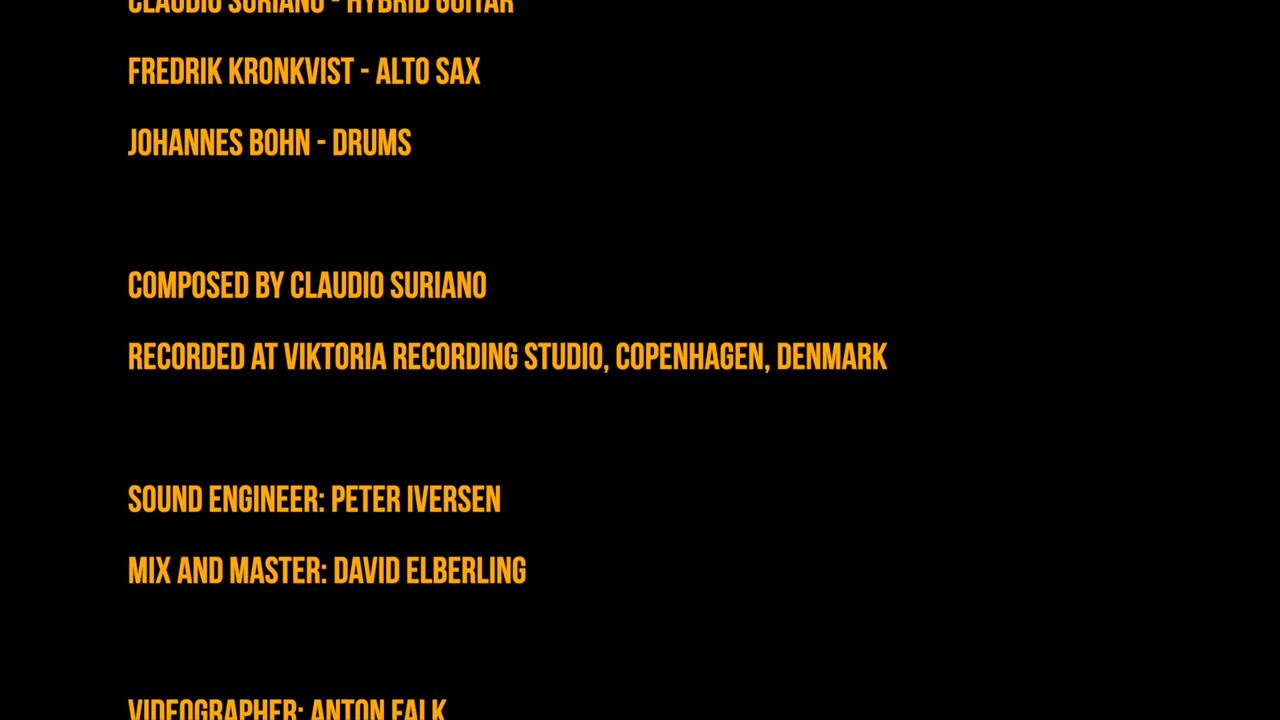 CLAUDIO SURIANO - HYBRID GUITAR
FREDRIK KRONKVIST - ALTO SAX
JOHANNES BOHN - DRUMS
COMPOSED BY CLAUDIO SURIANO
RECORDED AT VIKTORIA RECORDING STUDIO, COPENHAGEN, DENMARK
SOUND ENGINEER: PETER IVERSEN
MIX AND MASTER: DAVID ELBERLING
VIDEOGRAPHER: ANTON FALK